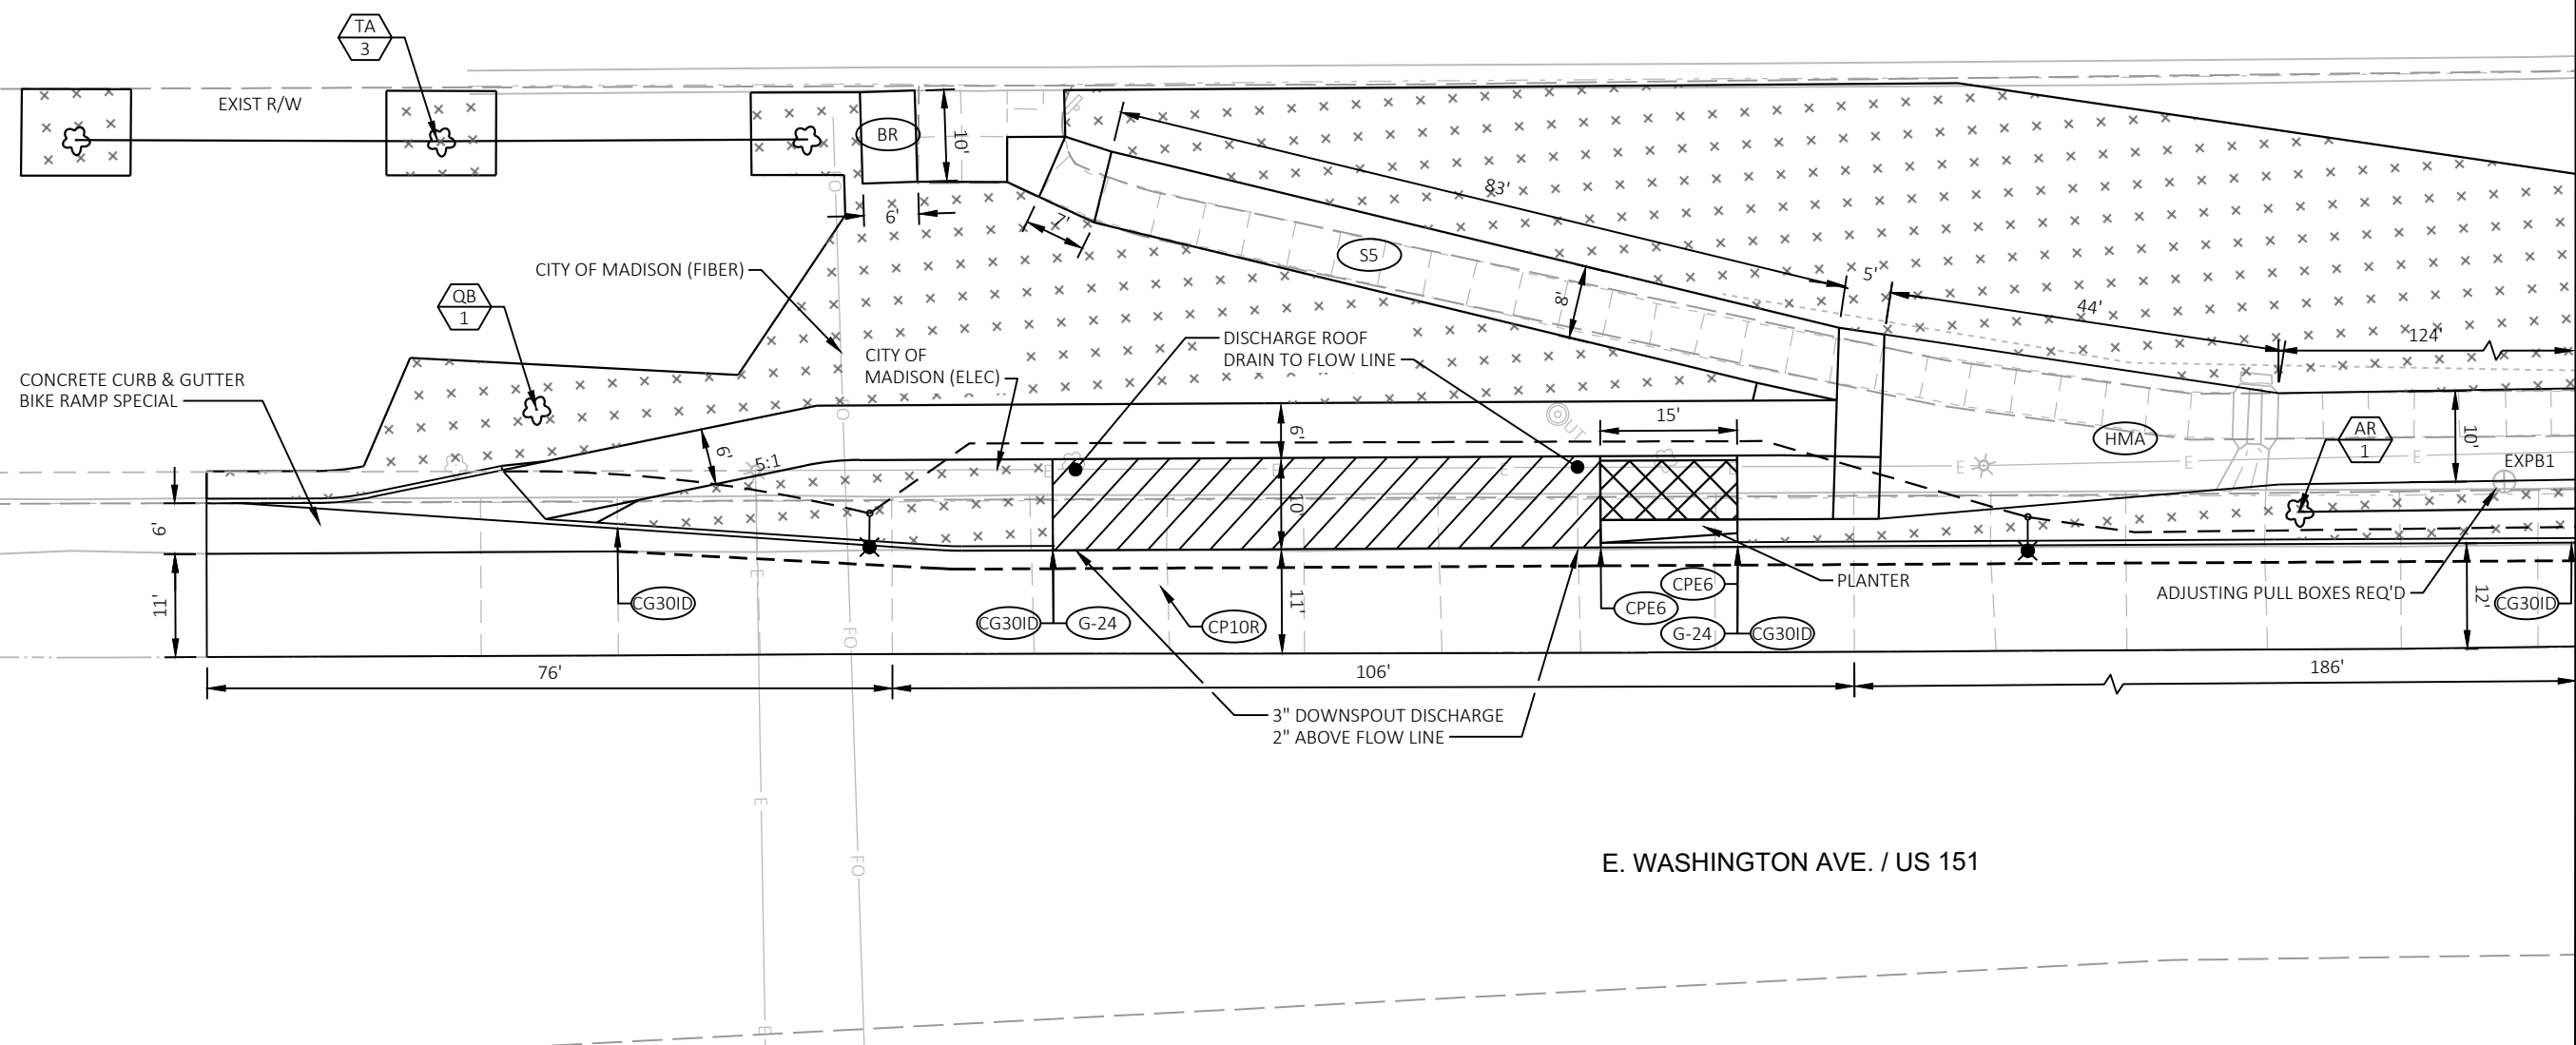 TA
3
EXIST R/W
BR
10'
6'
7'
83'
S5
8'
5'
44'
124'
CITY OF MADISON (FIBER)
QB
1
DISCHARGE ROOF
DRAIN TO FLOW LINE
CITY OF
MADISON (ELEC)
CONCRETE CURB & GUTTER
BIKE RAMP SPECIAL
6'
5:1
6'
15'
HMA
AR
1
10'
EXPB1
E
E
E
E
E
E
E
10'
6'
11'
11'
12'
FO
FO
FO
FO
E
E
E
E
CG30ID
CG30ID
G-24
CP10R
CPE6
CPE6
G-24
CG30ID
PLANTER
ADJUSTING PULL BOXES REQ'D
CG30ID
76'
106'
186'
3" DOWNSPOUT DISCHARGE
2" ABOVE FLOW LINE
E. WASHINGTON AVE. / US 151